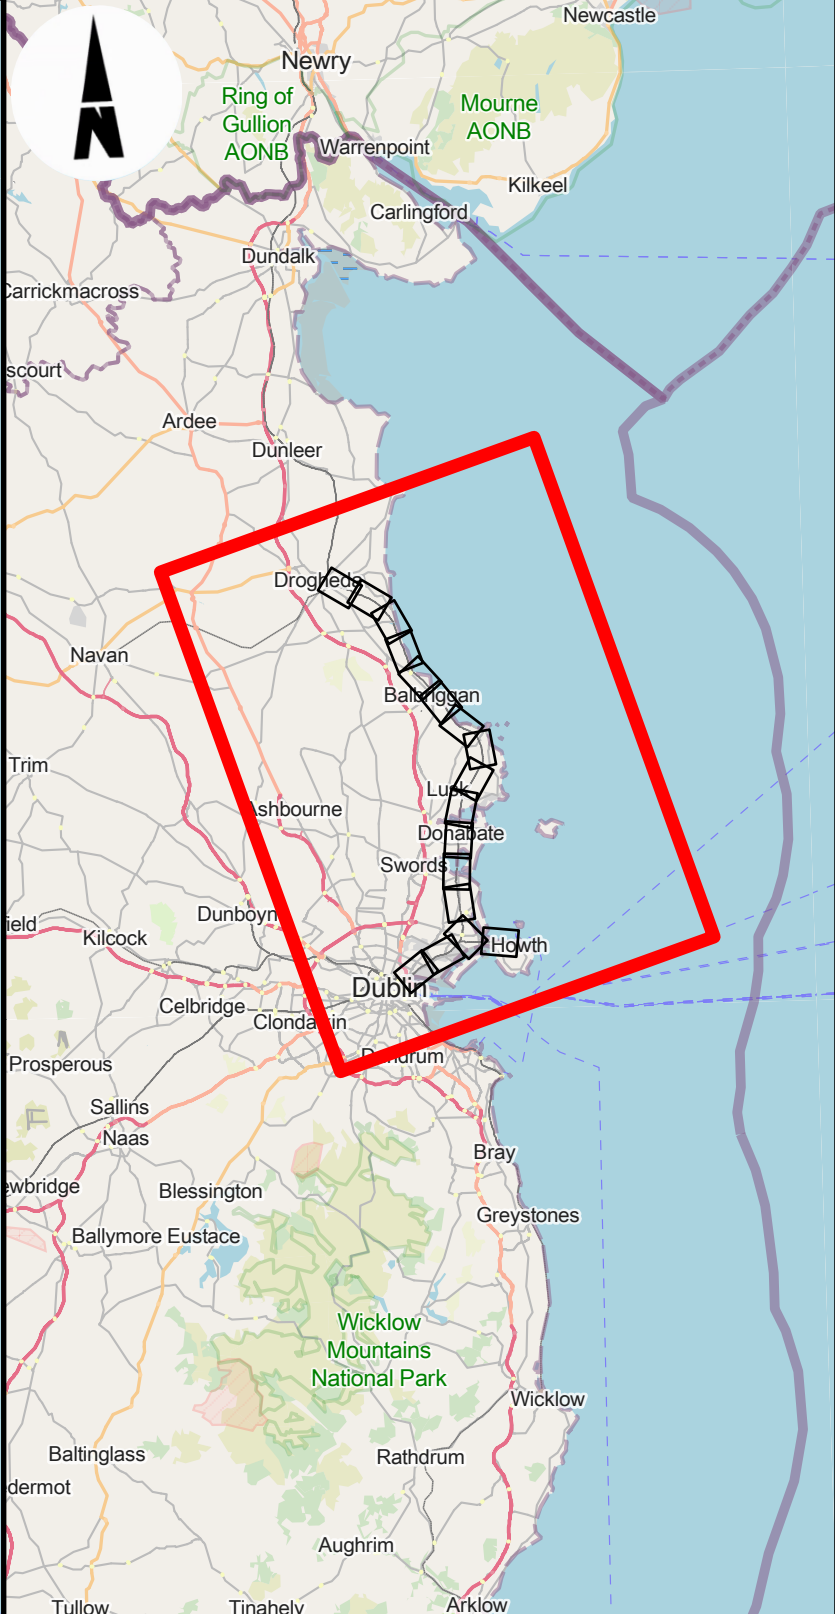 Newcastle
N
Newry
Ring of
Gullion
AONB
Mourne
AONB
Warrenpoint
Kilkeel
Carlingford
Dundalk
Carrickmacross
scourt
Ardee
Dunleer
Drogheda
Navan
Balbriggan
Trim
Lusk
Ashbourne
Donabate
Swords
Dunboyn
ield
Kilcock
Howth
Dublin
Celbridge
Clondalkin
Dundrum
Prosperous
Sallins
Naas
Bray
ewbridge
Blessington
Greystones
Ballymore Eustace
Wicklow
Mountains
National Park
Wicklow
Baltinglass
Rathdrum
dermot
Aughrim
Tullow
Tinahely
Arklow